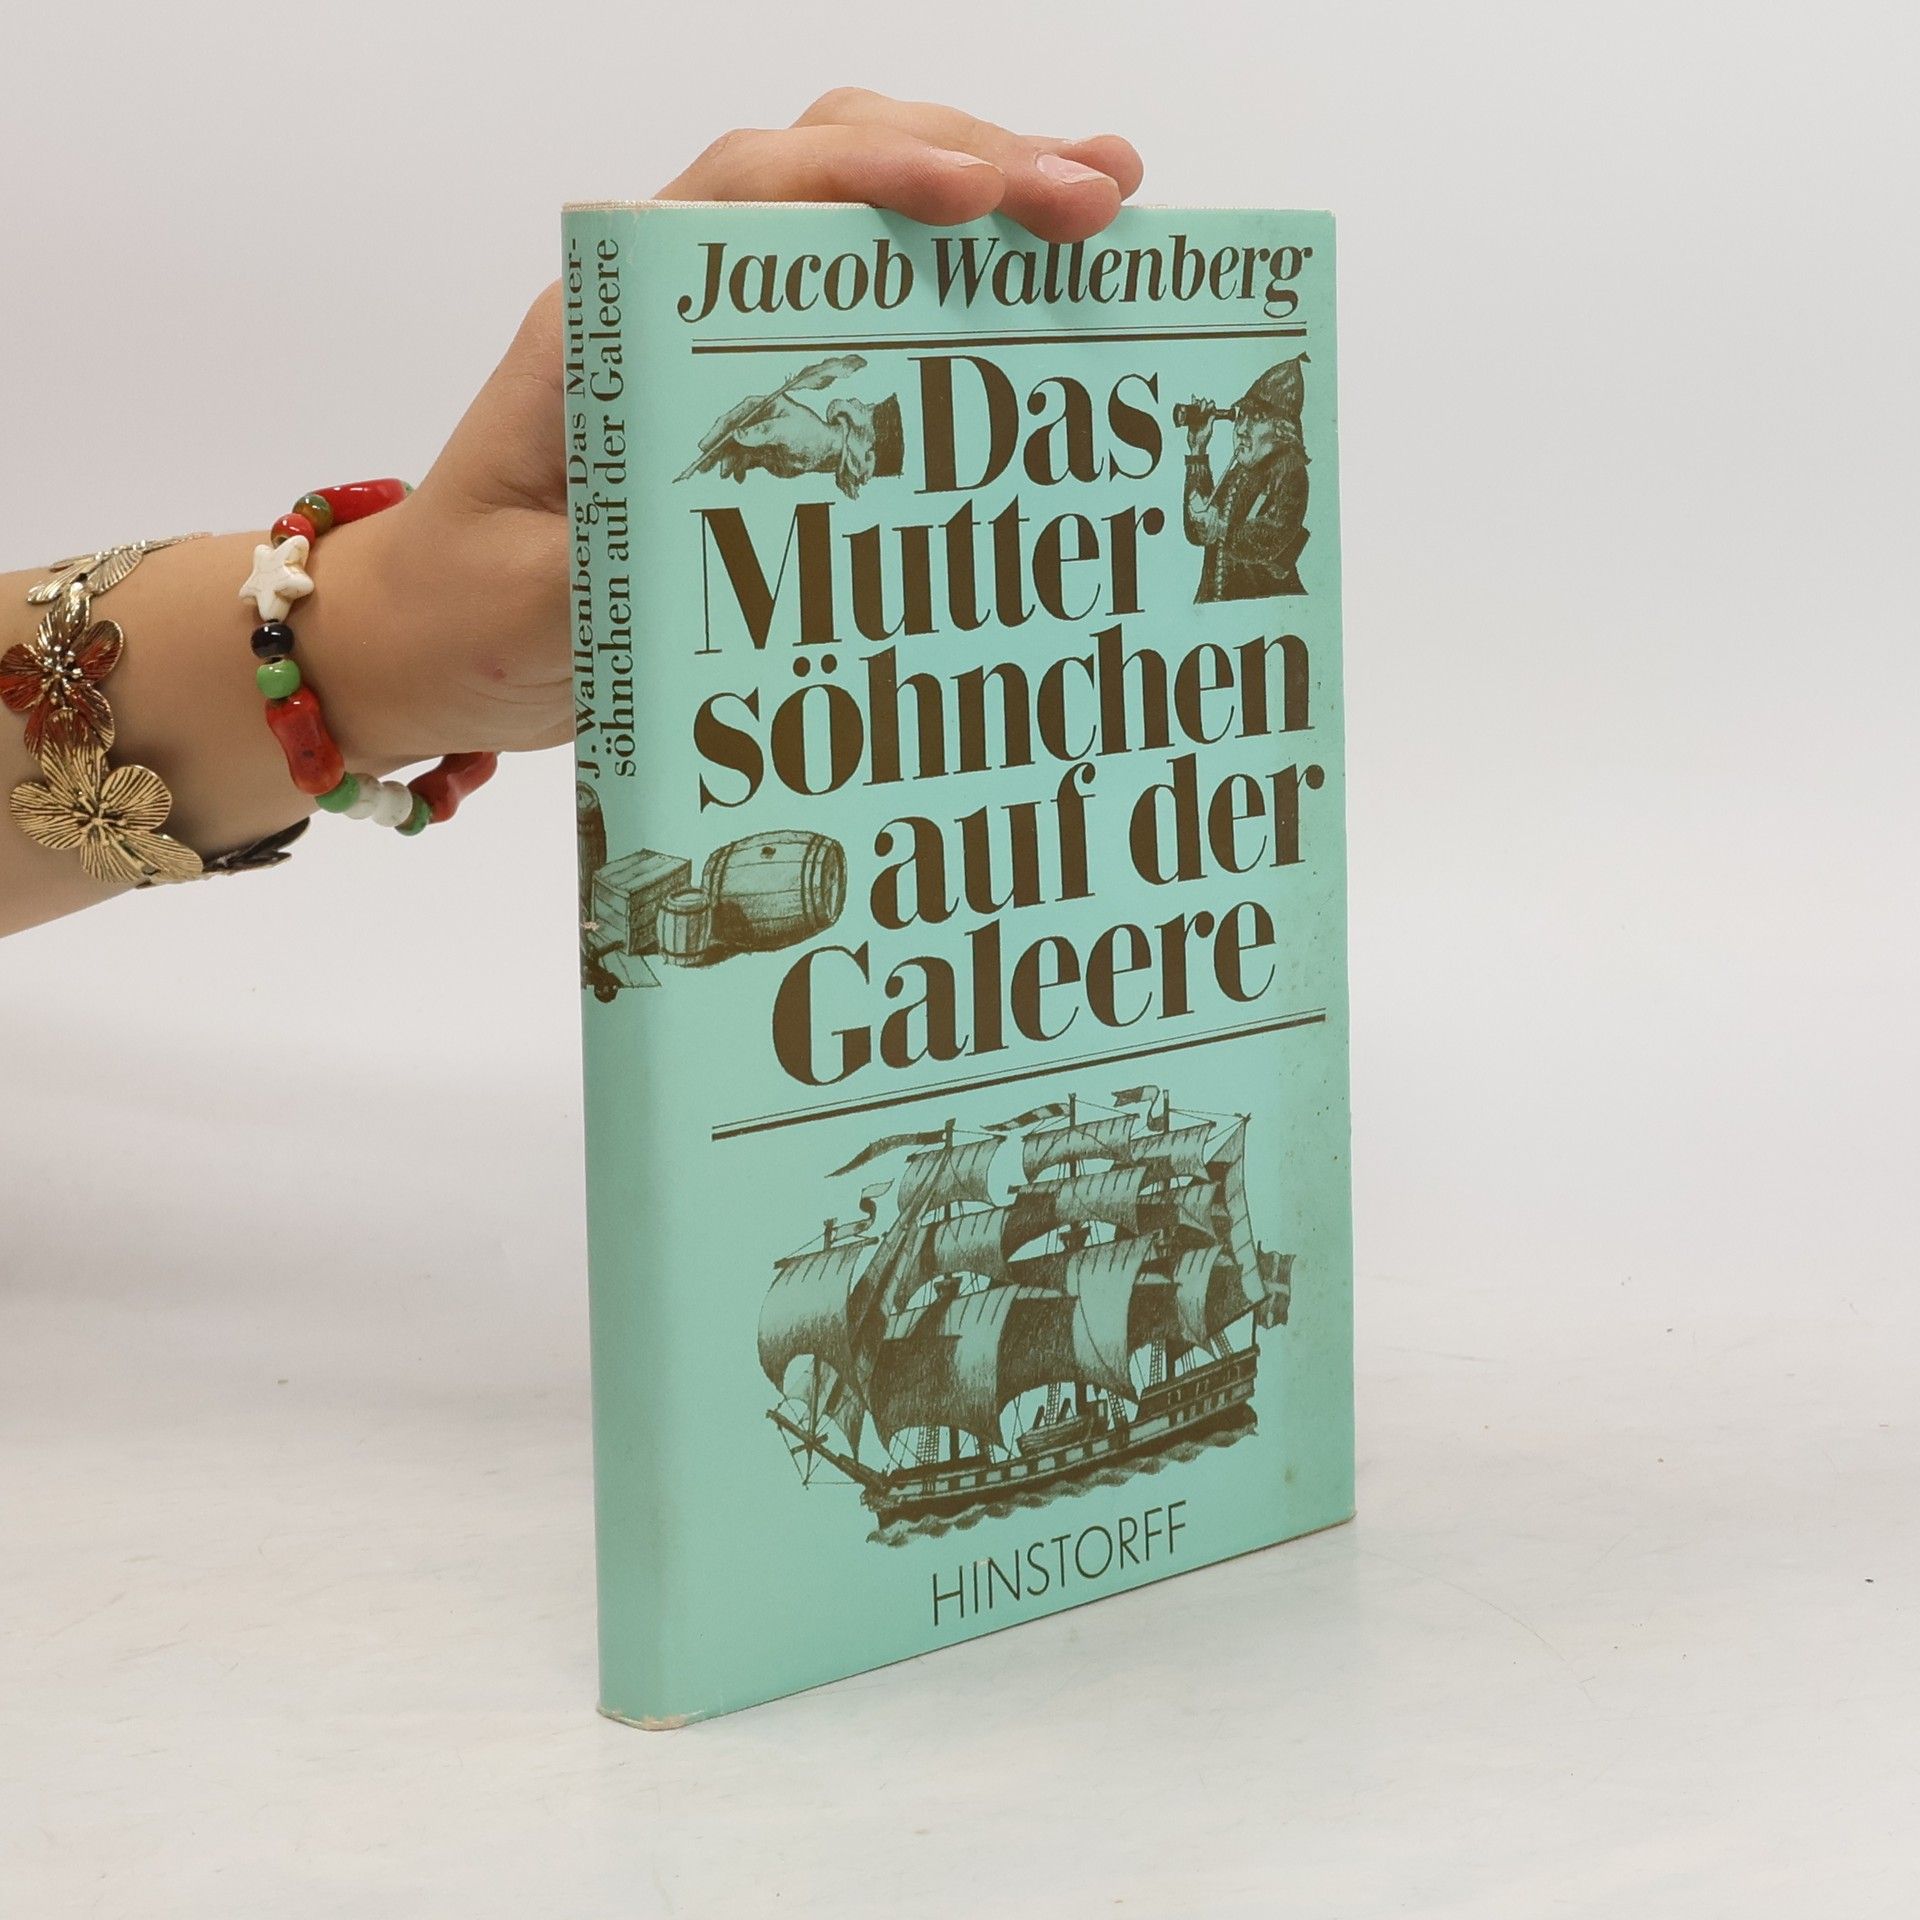 Jacob Wallenberg
Das
Mutter
söhnchen
auf der
Galeere
HINSTORFF
J. Wallenberg Das Mutter-
söhnchen auf der Galeere